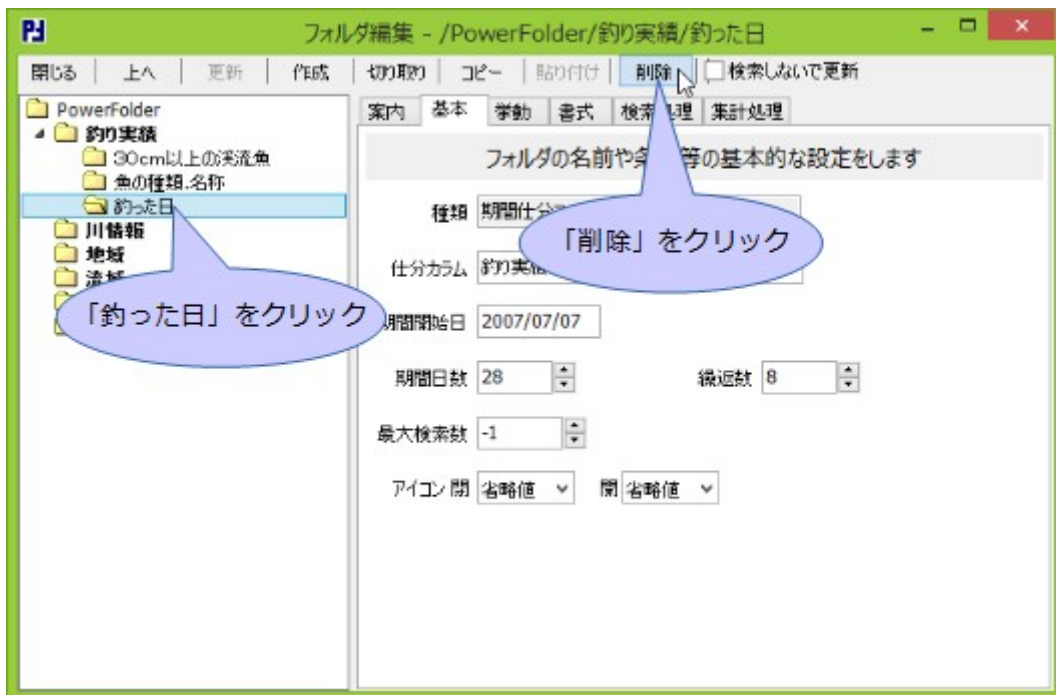 フォルダ編集 - /PowerFolder/釣り実績/釣った日
閉じる 上へ 更新 作成 切り取り コピー 貼り付け 削除 検索しないで更新
PowerFolder
釣り実績
30cm以上の渓流魚
魚の種類.名称
釣った日
川情報
地域
流域
「釣った日」をクリック
案内 基本 挙動 書式 検索処理 集計処理
フォルダの名前や条 等の基本的な設定をします
種類 期間仕分
「削除」をクリック
仕分カラム 釣り実績
期間開始日 2007/07/07
期間日数 28 繰返数 8
最大検索数 -1
アイコン 閉 省略値 開 省略値